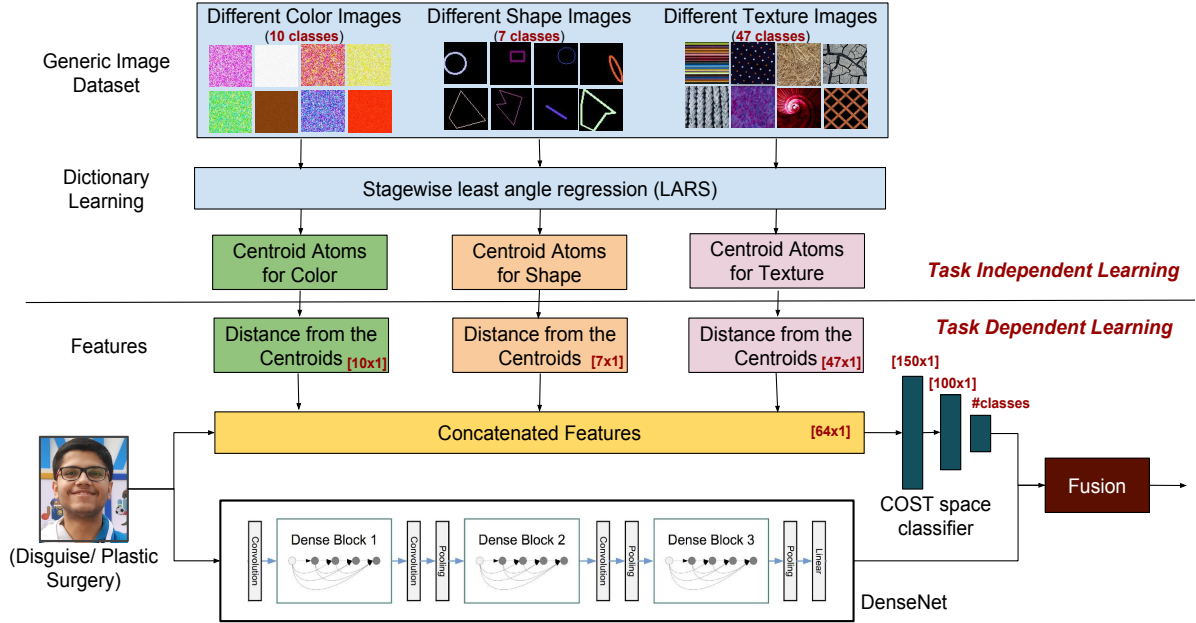 Different Color Images
(10 classes)
Different Shape Images
(7 classes)
Different Texture Images
(47 classes)
Generic Image
Dataset
Dictionary
Learning
Stagewise least angle regression (LARS)
Centroid Atoms
for Color
Centroid Atoms
for Shape
Centroid Atoms
for Texture
Task Independent Learning
Task Dependent Learning
Features
Distance from the
Centroids [10x1]
Distance from the
Centroids [7x1]
Distance from the
Centroids [47x1]
[150x1]
[100x1]
#classes
Concatenated Features [64x1]
COST space
classifier
Fusion
(Disguise/ Plastic
Surgery)
Convolution
Dense Block 1
Convolution
Pooling
Dense Block 2
Convolution
Pooling
Dense Block 3
Pooling
Linear
DenseNet